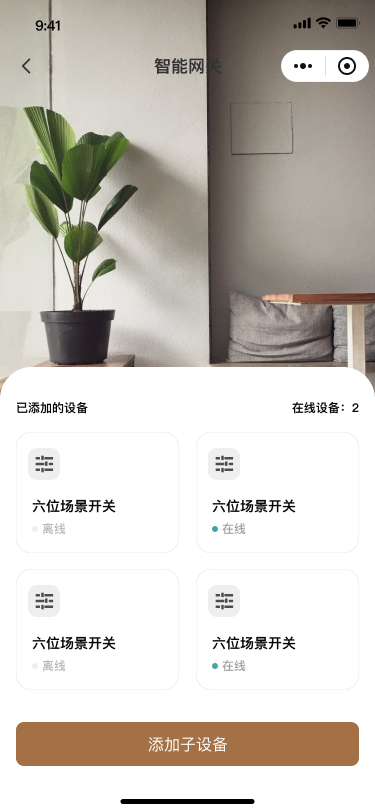 9:41
智能网关
已添加的设备
在线设备：2
六位场景开关
离线
六位场景开关
在线
六位场景开关
离线
六位场景开关
在线
添加子设备